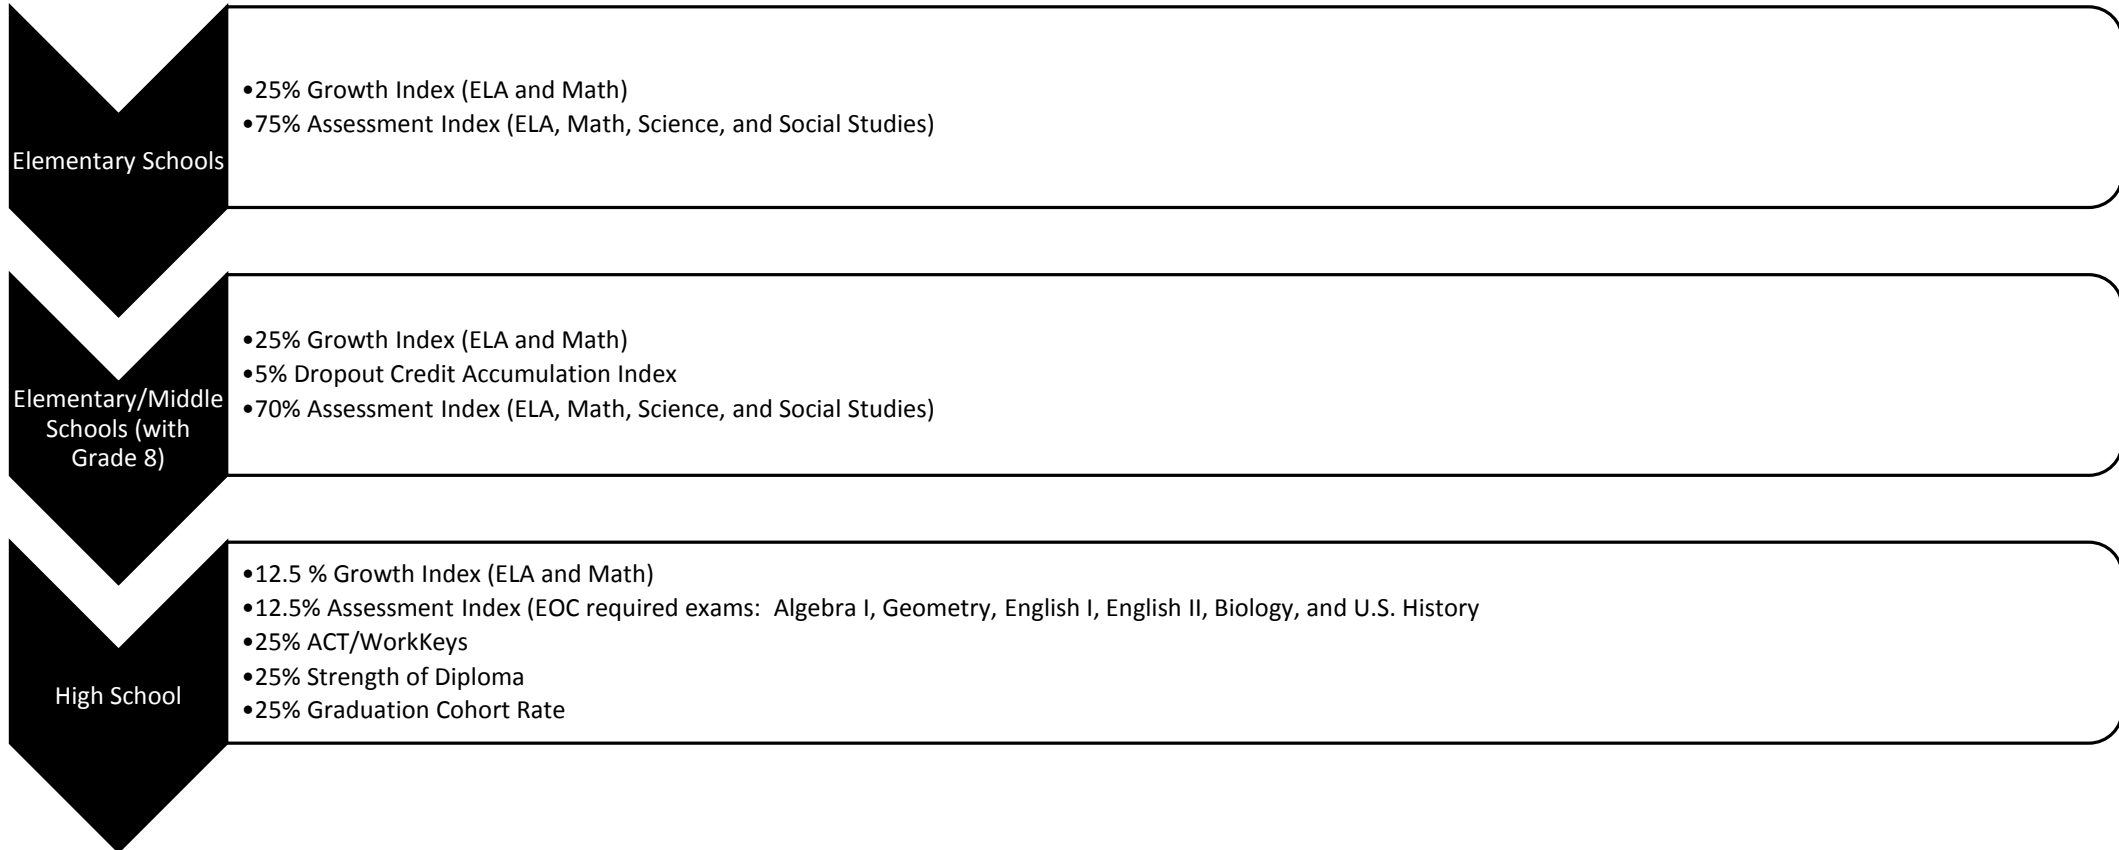 Elementary Schools
•25% Growth Index (ELA and Math)
•75% Assessment Index (ELA, Math, Science, and Social Studies)
Elementary/Middle
Schools (with
Grade 8)
•25% Growth Index (ELA and Math)
•5% Dropout Credit Accumulation Index
•70% Assessment Index (ELA, Math, Science, and Social Studies)
High School
•12.5 % Growth Index (ELA and Math)
•12.5% Assessment Index (EOC required exams:  Algebra I, Geometry, English I, English II, Biology, and U.S. History
•25% ACT/WorkKeys
•25% Strength of Diploma
•25% Graduation Cohort Rate